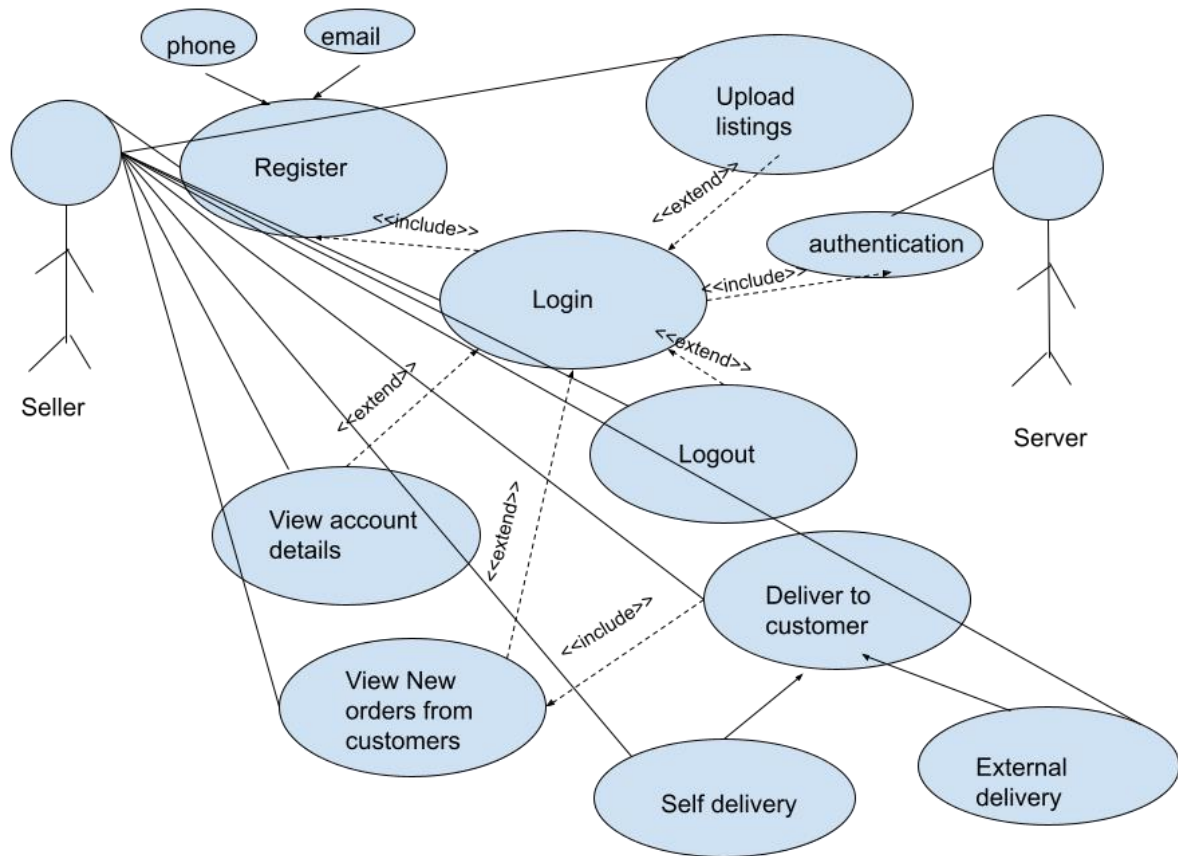 phone
email
Upload
listings
Register
<<extend>>
<<include>>
authentication
<<include>>
Login
<<extend>>
Seller
<<extend>>
Server
Logout
<<extend>>
View account
details
Deliver to
customer
<<include>>
View New
orders from
customers
External
delivery
Self delivery